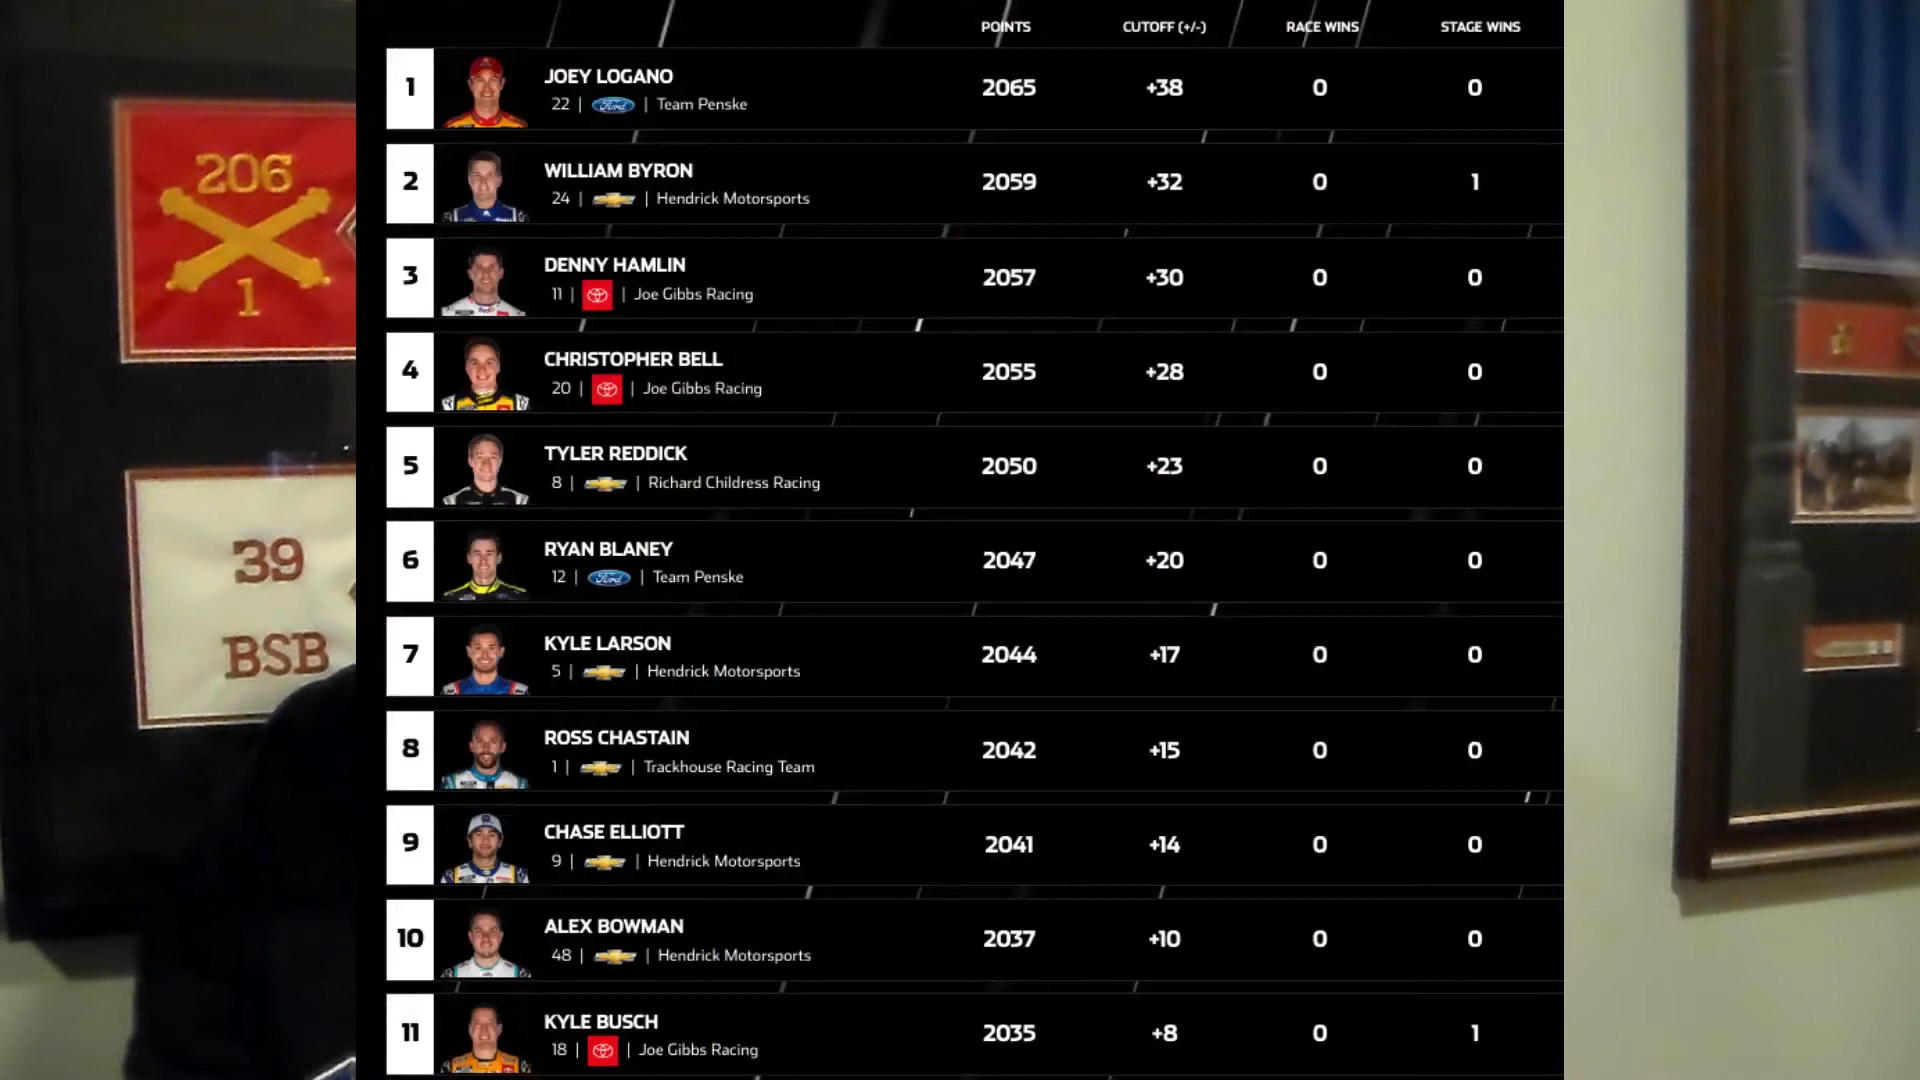 POINTS CUTOFF (+/-) RACE WINS STAGE WINS
1 JOEY LOGANO 2065 +38 0 0
22 | Ford | Team Penske
2 WILLIAM BYRON 2059 +32 0 1
24 | | Hendrick Motorsports
3 DENNY HAMLIN 2057 +30 0 0
11 | | Joe Gibbs Racing
4 CHRISTOPHER BELL 2055 +28 0 0
20 | | Joe Gibbs Racing
5 TYLER REDDICK 2050 +23 0 0
8 | | Richard Childress Racing
6 RYAN BLANEY 2047 +20 0 0
12 | Ford | Team Penske
7 KYLE LARSON 2044 +17 0 0
5 | | Hendrick Motorsports
8 ROSS CHASTAIN 2042 +15 0 0
1 | | Trackhouse Racing Team
9 CHASE ELLIOTT 2041 +14 0 0
9 | | Hendrick Motorsports
10 ALEX BOWMAN 2037 +10 0 0
48 | | Hendrick Motorsports
11 KYLE BUSCH 2035 +8 0 1
18 | | Joe Gibbs Racing
206
1
39
BSB